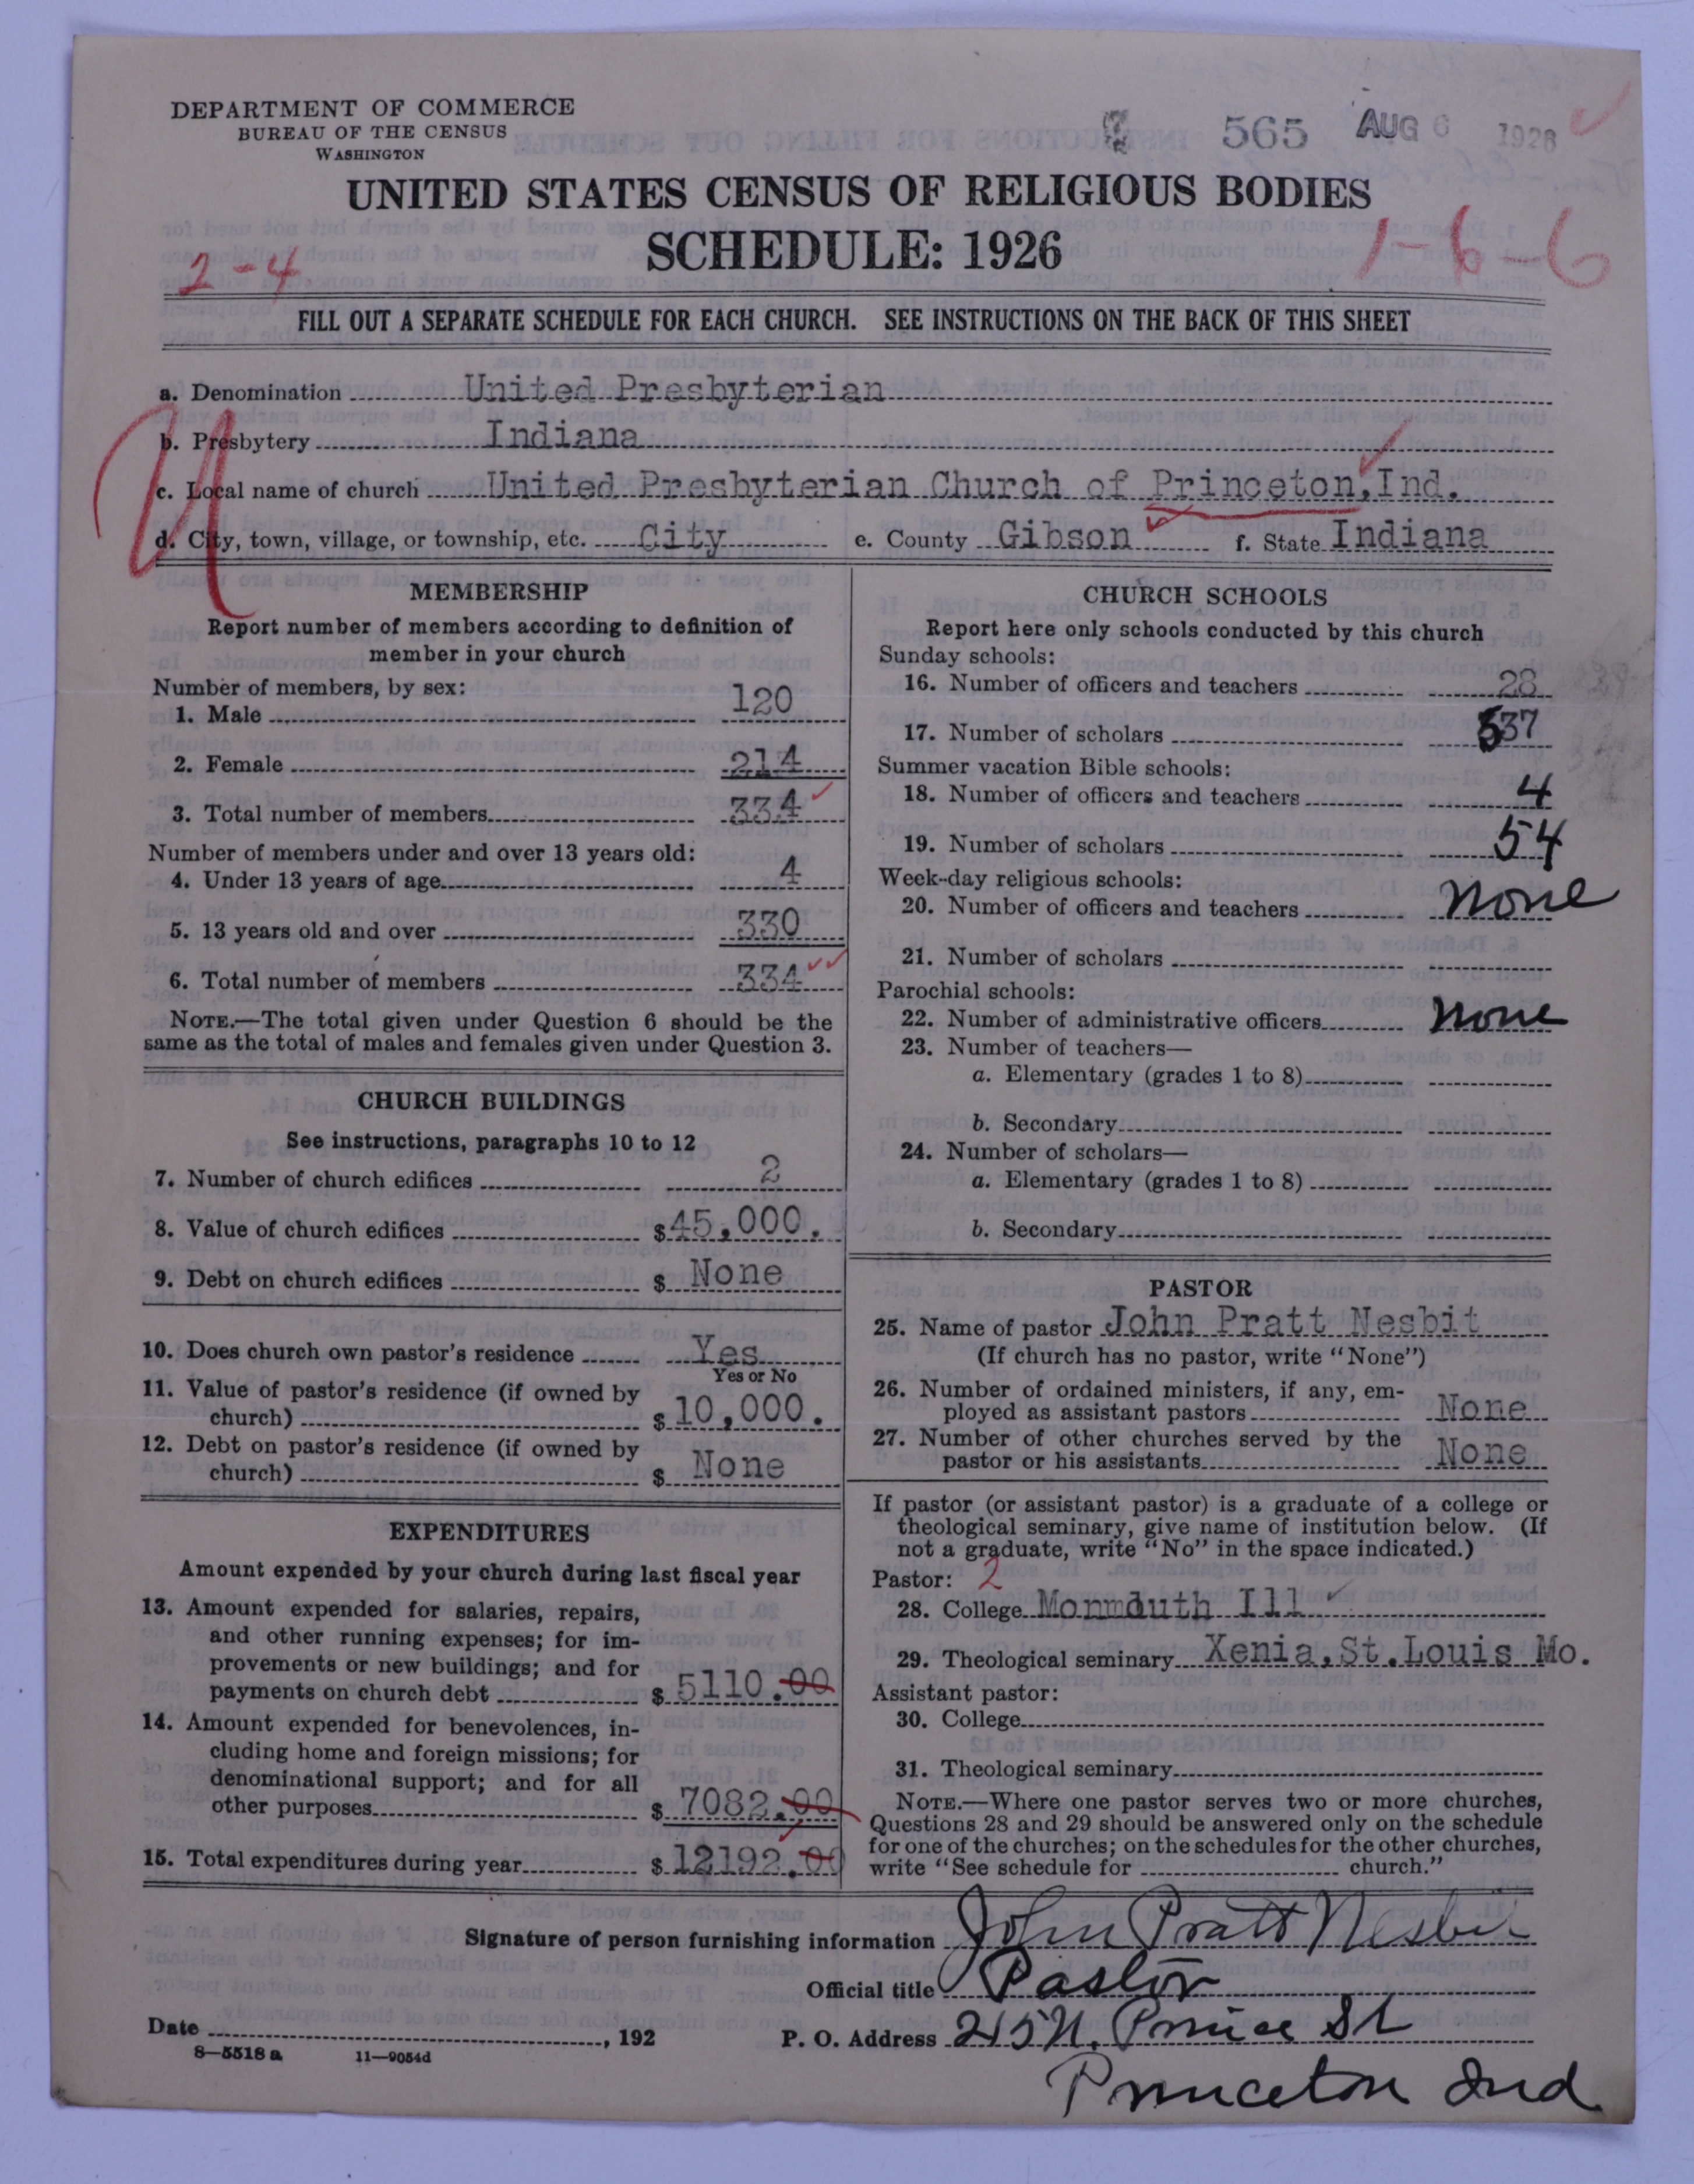 DEPARTMENT OF COMMERCE
BUREAU OF THE CENSUS
WASHINGTON
565 AUG 6 1928
UNITED STATES CENSUS OF RELIGIOUS BODIES
SCHEDULE: 1926
2-4
1-6-6
FILL OUT A SEPARATE SCHEDULE FOR EACH CHURCH. SEE INSTRUCTIONS ON THE BACK OF THIS SHEET
a. Denomination United Presbyterian
b. Presbytery Indiana
c. Local name of church United Presbyterian Church of Princeton, Ind.
d. City, town, village, or township, etc. City e. County Gibson f. State Indiana
U
MEMBERSHIP
Report number of members according to definition of
member in your church
Number of members, by sex:
1. Male 120
2. Female 214
3. Total number of members 334
Number of members under and over 13 years old:
4. Under 13 years of age 4
5. 13 years old and over 330
6. Total number of members 334
NOTE.—The total given under Question 6 should be the
same as the total of males and females given under Question 3.
CHURCH BUILDINGS
See instructions, paragraphs 10 to 12
7. Number of church edifices 2
8. Value of church edifices $45,000.
9. Debt on church edifices $ None
10. Does church own pastor's residence Yes
Yes or No
11. Value of pastor's residence (if owned by
church) $10,000.
12. Debt on pastor's residence (if owned by
church) $ None
EXPENDITURES
Amount expended by your church during last fiscal year
13. Amount expended for salaries, repairs,
and other running expenses; for im-
provements or new buildings; and for
payments on church debt $ 5110.00
14. Amount expended for benevolences, in-
cluding home and foreign missions; for
denominational support; and for all
other purposes $ 7082.00
15. Total expenditures during year $12192.00
CHURCH SCHOOLS
Report here only schools conducted by this church
Sunday schools:
16. Number of officers and teachers 28
17. Number of scholars 337
Summer vacation Bible schools:
18. Number of officers and teachers 4
19. Number of scholars 54
Week-day religious schools:
20. Number of officers and teachers None
21. Number of scholars
Parochial schools:
22. Number of administrative officers None
23. Number of teachers—
a. Elementary (grades 1 to 8)
b. Secondary
24. Number of scholars—
a. Elementary (grades 1 to 8)
b. Secondary
PASTOR
25. Name of pastor John Pratt Nesbit
(If church has no pastor, write "None")
26. Number of ordained ministers, if any, em-
ployed as assistant pastors None
27. Number of other churches served by the
pastor or his assistants None
If pastor (or assistant pastor) is a graduate of a college or
theological seminary, give name of institution below. (If
not a graduate, write "No" in the space indicated.)
Pastor: 2
28. College Monmouth Ill
29. Theological seminary Xenia, St. Louis Mo.
Assistant pastor:
30. College
31. Theological seminary
NOTE.—Where one pastor serves two or more churches,
Questions 28 and 29 should be answered only on the schedule
for one of the churches; on the schedules for the other churches,
write "See schedule for church."
Signature of person furnishing information John Pratt Nesbit
Official title Pastor
Date , 192 P. O. Address 215 N. Prince St
8—5518 a 11—9054d
Princeton Ind